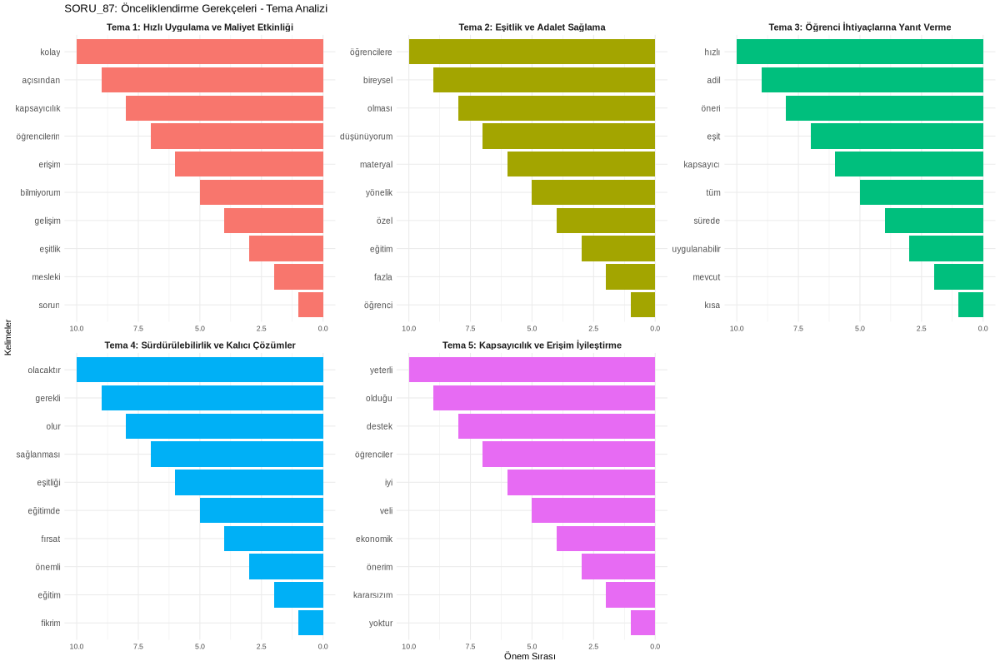 SORU_87: Önceliklendirme Gerekçeleri - Tema Analizi
Tema 1: Hızlı Uygulama ve Maliyet Etkinliği
kolay
açısından
kapsayıcılık
öğrencilerin
erişim
bilmiyorum
gelişim
eşitlik
mesleki
sorun
10.0 7.5 5.0 2.5 0.0
Tema 2: Eşitlik ve Adalet Sağlama
öğrencilere
bireysel
olması
düşünüyorum
materyal
yönelik
özel
eğitim
fazla
öğrenci
10.0 7.5 5.0 2.5 0.0
Tema 3: Öğrenci İhtiyaçlarına Yanıt Verme
hızlı
adil
öneri
eşit
kapsayıcı
tüm
sürede
uygulanabilir
mevcut
kısa
10.0 7.5 5.0 2.5 0.0
Kelimeler
Tema 4: Sürdürülebilirlik ve Kalıcı Çözümler
olacaktır
gerekli
olur
sağlanması
eşitliği
eğitimde
fırsat
önemli
eğitim
fikrim
10.0 7.5 5.0 2.5 0.0
Tema 5: Kapsayıcılık ve Erişim İyileştirme
yeterli
olduğu
destek
öğrenciler
iyi
veli
ekonomik
önerim
kararsızım
yoktur
10.0 7.5 5.0 2.5 0.0
Önem Sırası